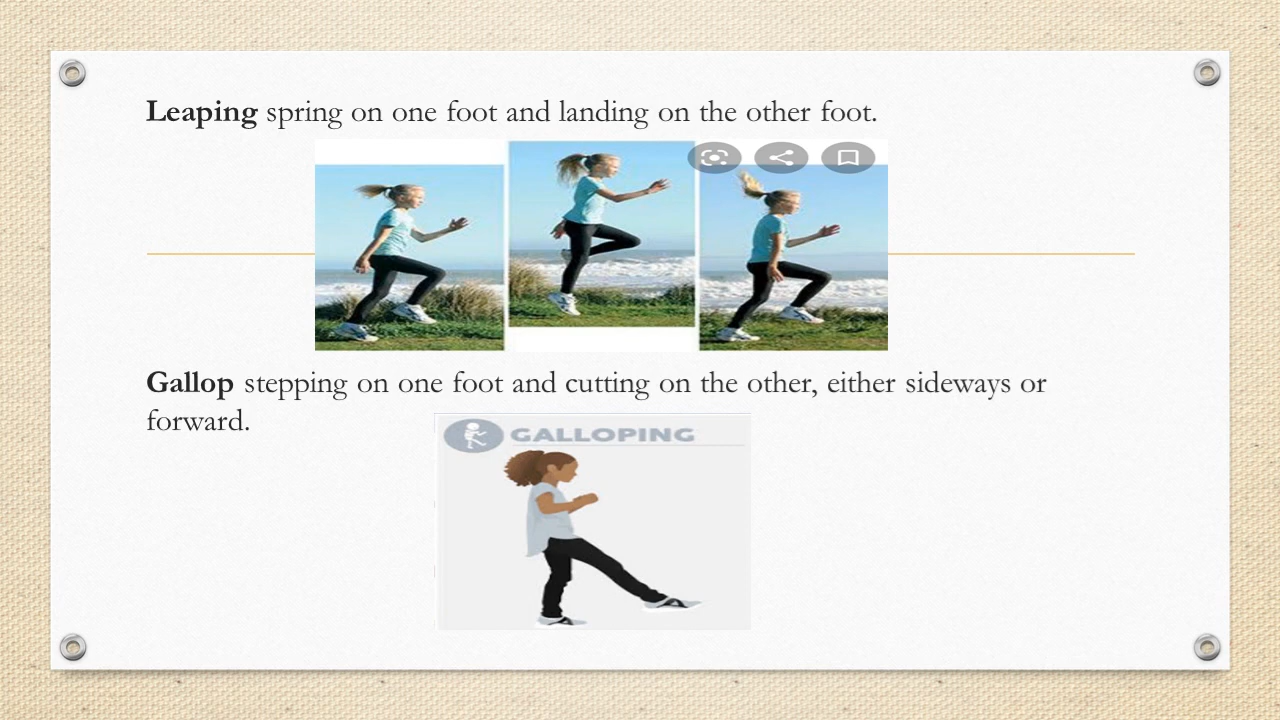 Leaping spring on one foot and landing on the other foot.
Gallop stepping on one foot and cutting on the other, either sideways or
forward.
GALLOPING